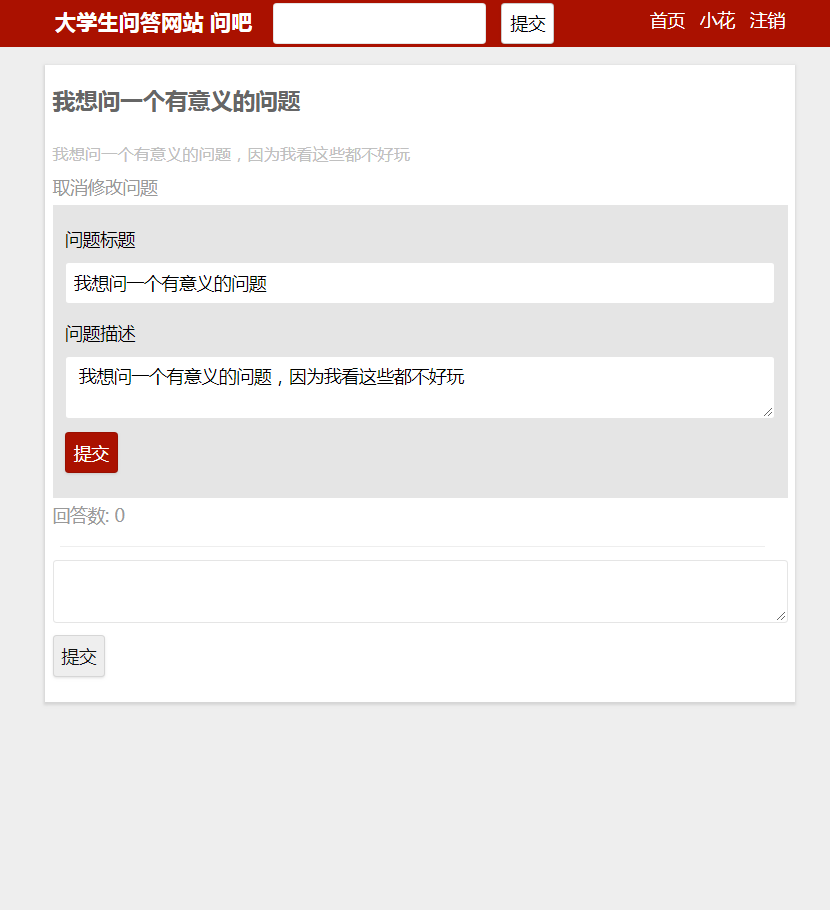 大学生问答网站 问吧 提交 首页 小花 注销
我想问一个有意义的问题
我想问一个有意义的问题，因为我看这些都不好玩
取消修改问题
问题标题
我想问一个有意义的问题
问题描述
我想问一个有意义的问题，因为我看这些都不好玩
提交
回答数: 0
提交